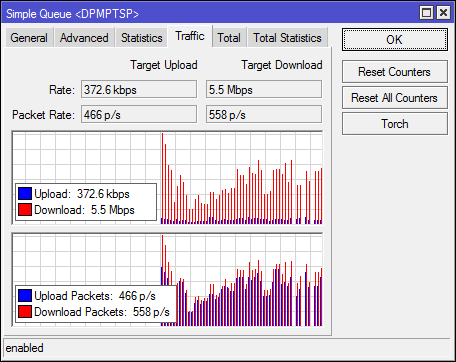 Simple Queue <DPMPTSP>
General Advanced Statistics Traffic Total Total Statistics
Target Upload Target Download
Rate: 372.6 kbps 5.5 Mbps
Packet Rate: 466 p/s 558 p/s
Upload: 372.6 kbps
Download: 5.5 Mbps
Upload Packets: 466 p/s
Download Packets: 558 p/s
OK
Reset Counters
Reset All Counters
Torch
enabled